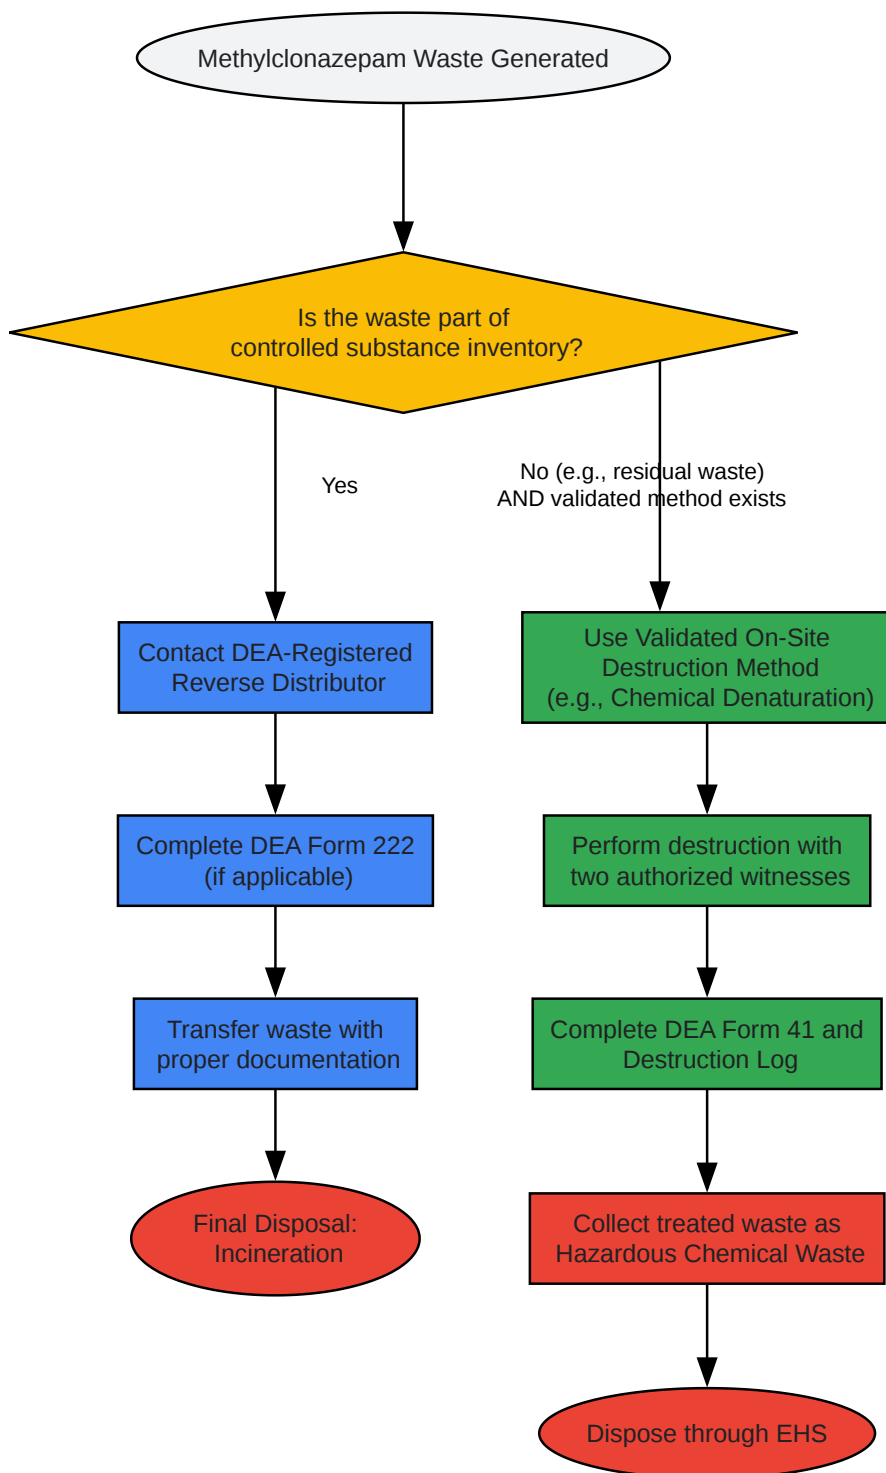 Methylclonazepam Waste Generated
Is the waste part of
controlled substance inventory?
Yes
No (e.g., residual waste)
AND validated method exists
Contact DEA-Registered
Reverse Distributor
Use Validated On-Site
Destruction Method
(e.g., Chemical Denaturation)
Complete DEA Form 222
(if applicable)
Perform destruction with
two authorized witnesses
Transfer waste with
proper documentation
Complete DEA Form 41 and
Destruction Log
Final Disposal:
Incineration
Collect treated waste as
Hazardous Chemical Waste
Dispose through EHS